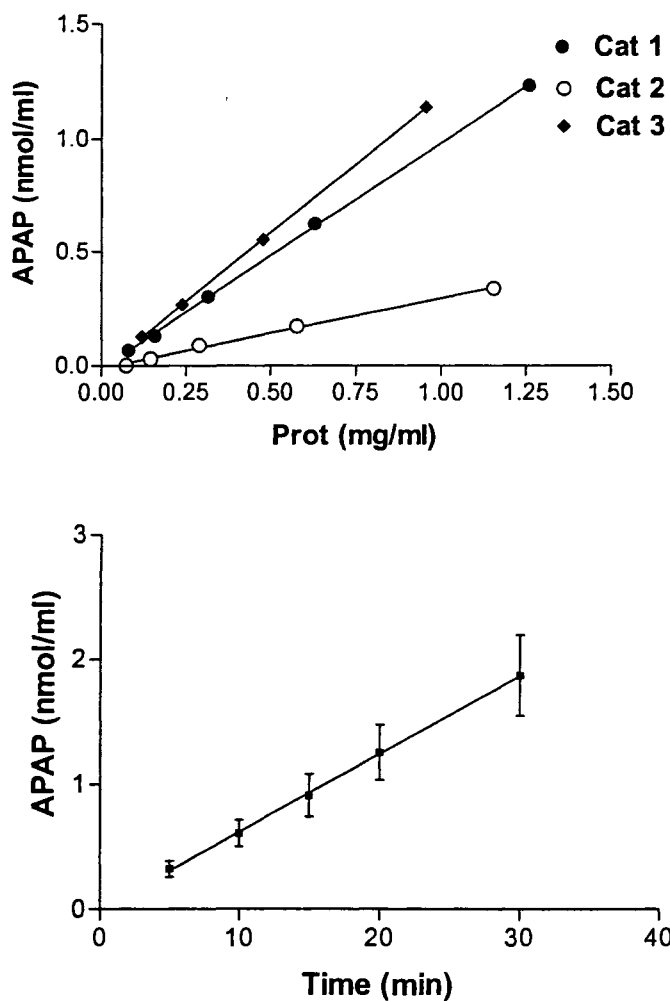 1.5
1.0
0.5
0.0
APAP (nmol/ml)
0.00 0.25 0.50 0.75 1.00 1.25 1.50
Prot (mg/ml)
Cat 1
Cat 2
Cat 3
3
2
1
0
APAP (nmol/ml)
0 10 20 30 40
Time (min)